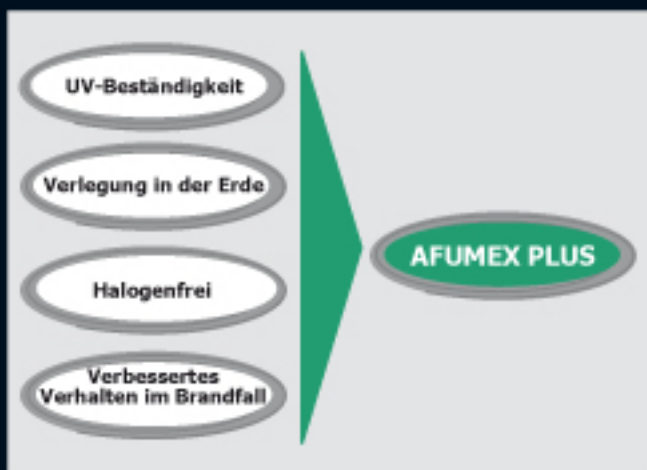 UV-Beständigkeit
Verlegung in der Erde
Halogenfrei
Verbessertes
Verhalten im Brandfall
AFUMEX PLUS